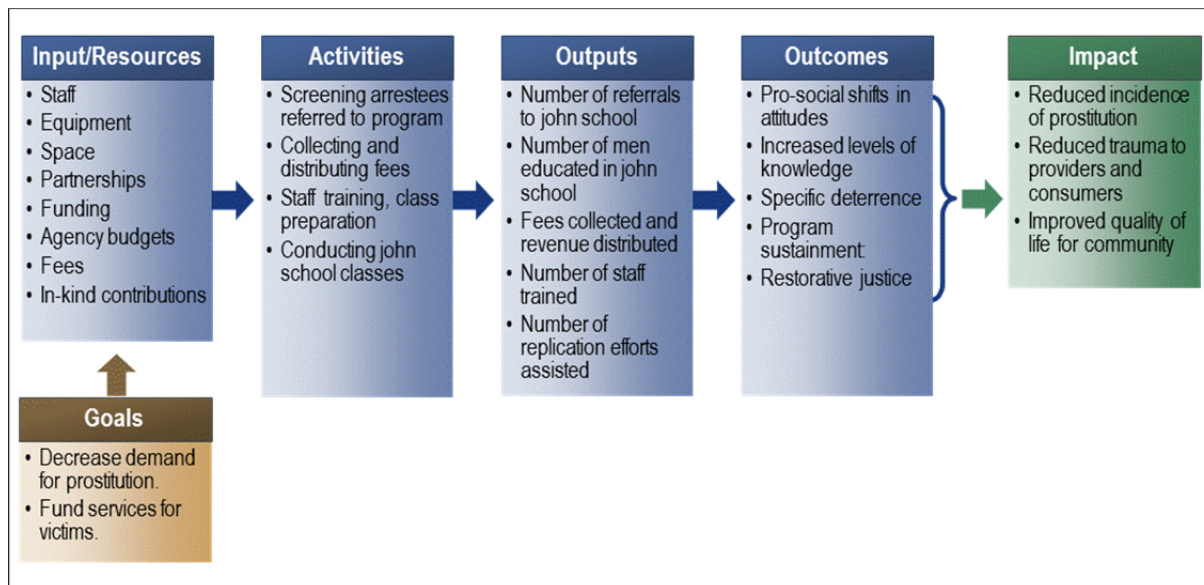 Input/Resources
• Staff
• Equipment
• Space
• Partnerships
• Funding
• Agency budgets
• Fees
• In-kind contributions
Goals
• Decrease demand
for prostitution.
• Fund services for
victims.
Activities
• Screening arrestees
referred to program
• Collecting and
distributing fees
• Staff training, class
preparation
• Conducting john
school classes
Outputs
• Number of referrals
to john school
• Number of men
educated in john
school
• Fees collected and
revenue distributed
• Number of staff
trained
• Number of
replication efforts
assisted
Outcomes
• Pro-social shifts in
attitudes
• Increased levels of
knowledge
• Specific deterrence
• Program
sustainment:
• Restorative justice
Impact
• Reduced incidence
of prostitution
• Reduced trauma to
providers and
consumers
• Improved quality of
life for community